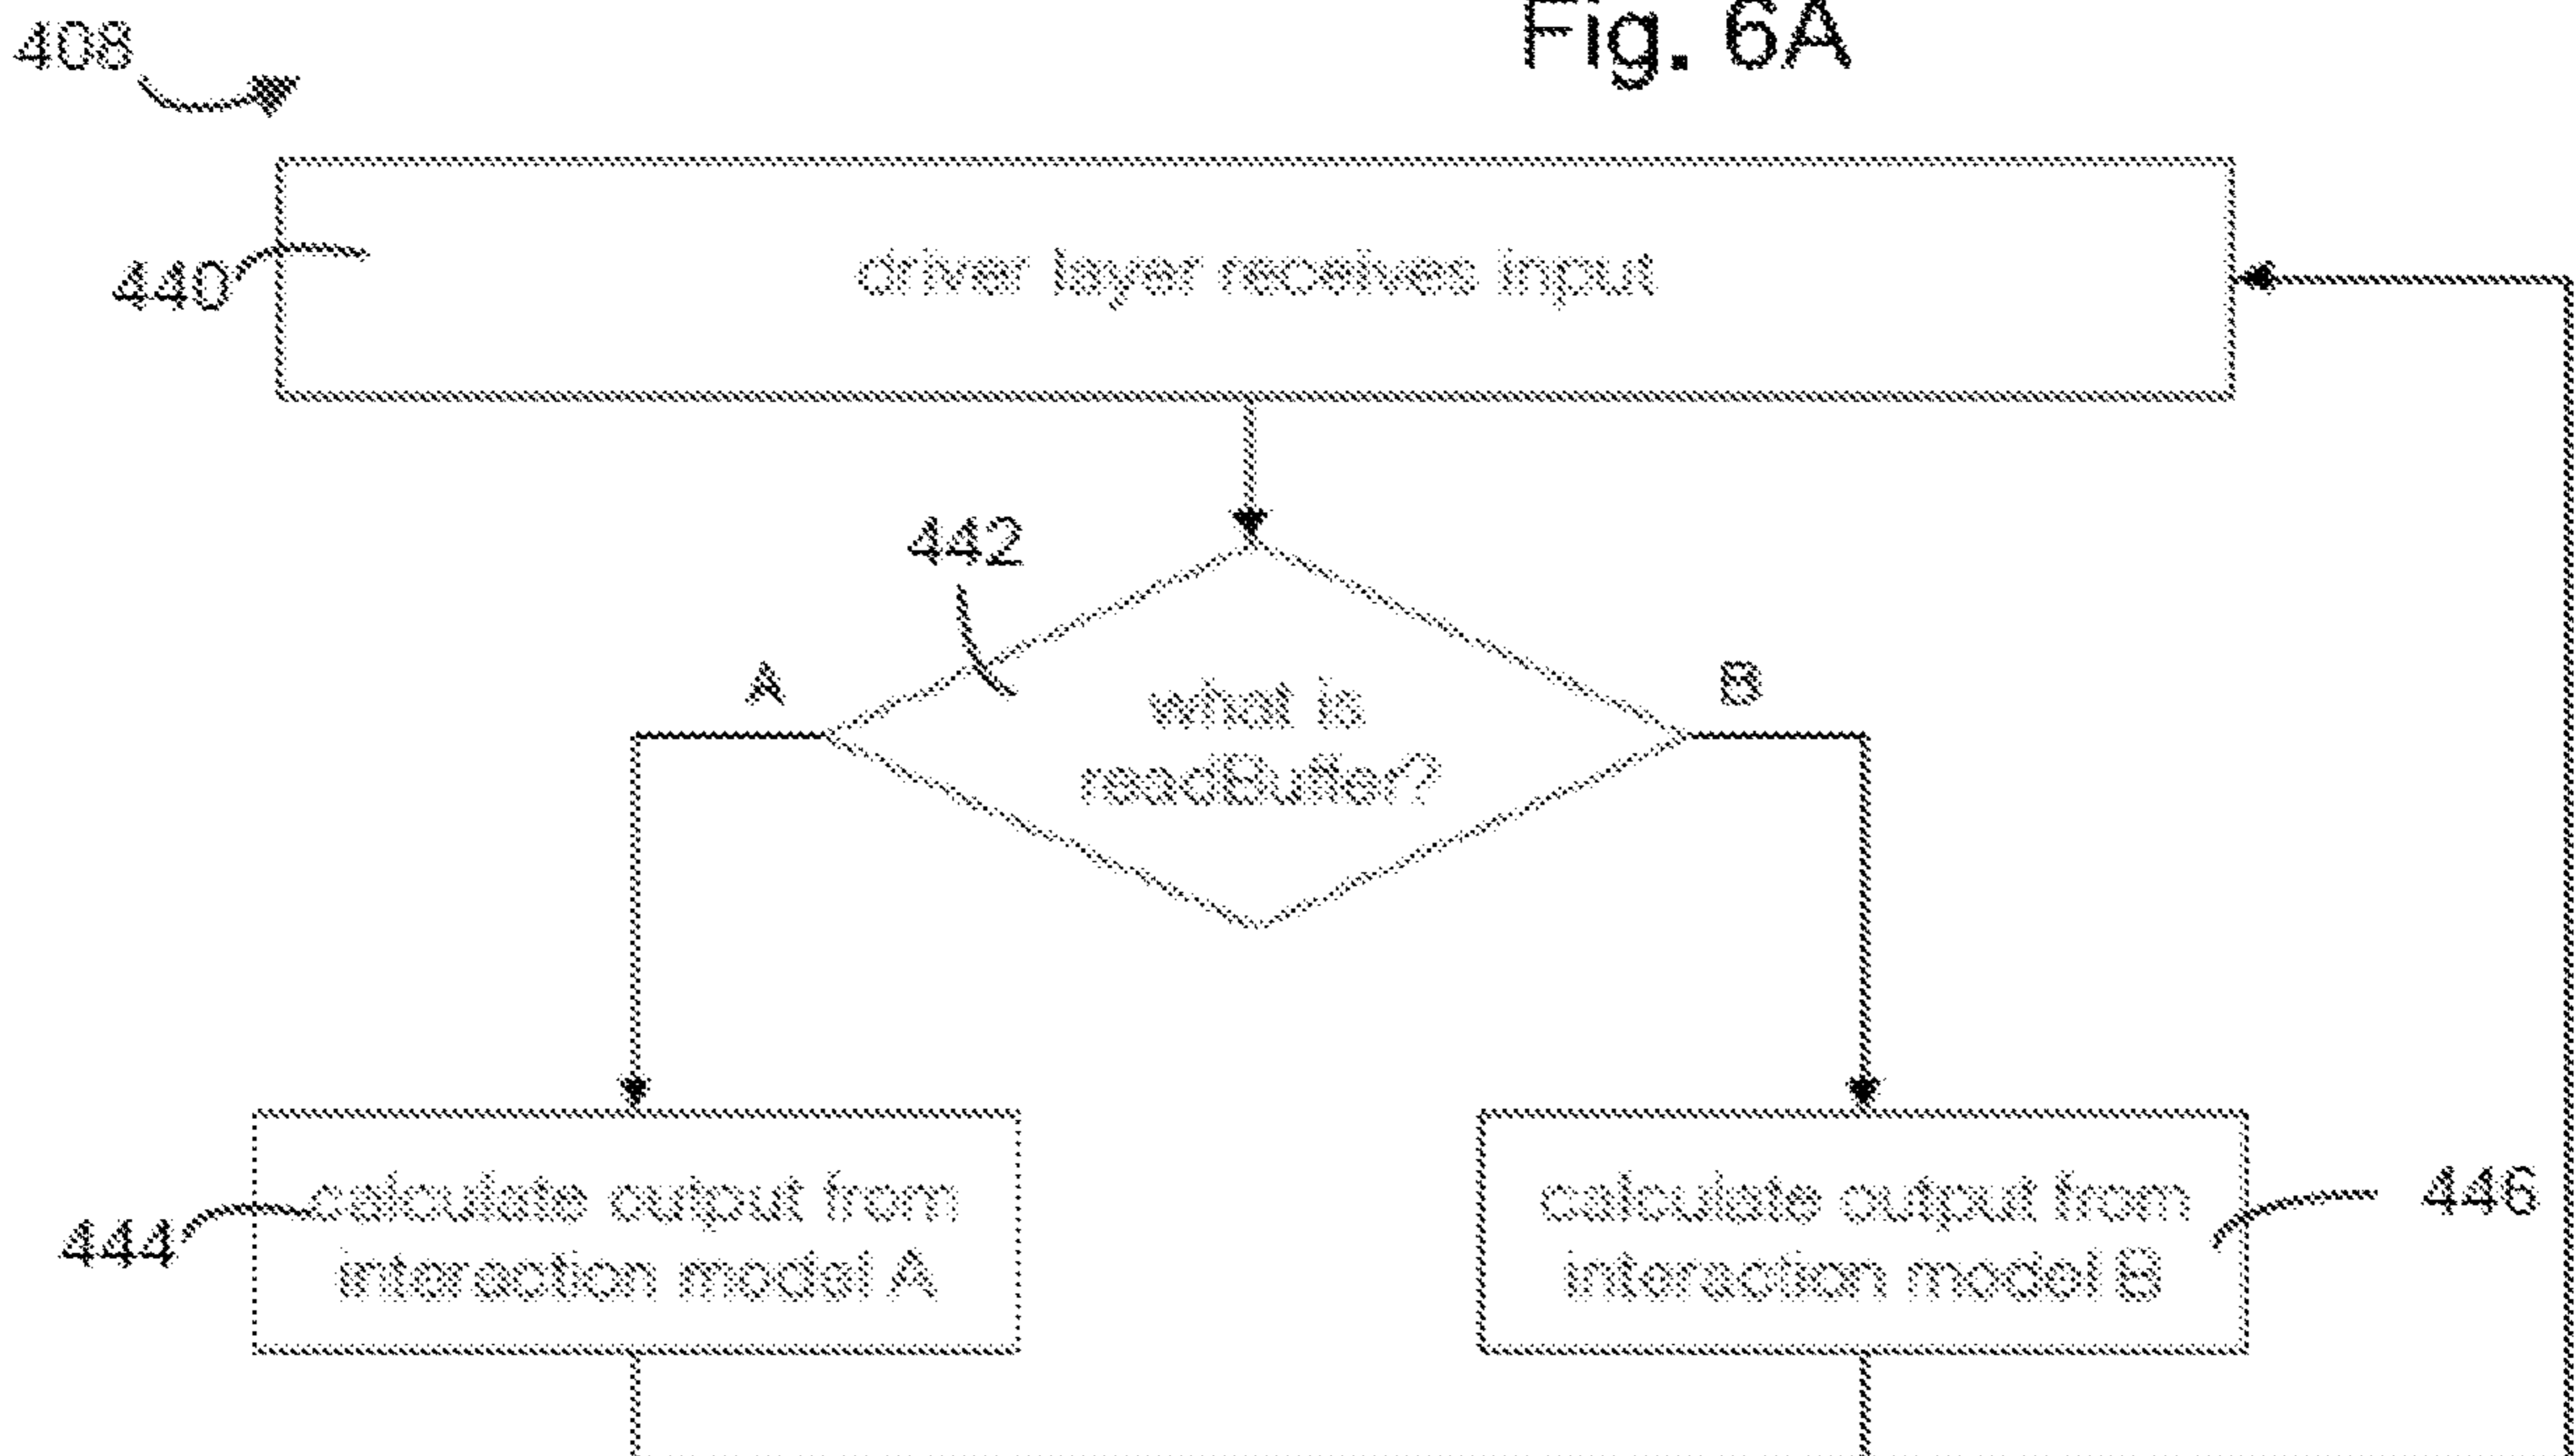 408
Fig. 6A
440
driver layer receives input
442
A
B
what is
readBuffer?
444
calculate output from
interaction model A
calculate output from
interaction model B
446